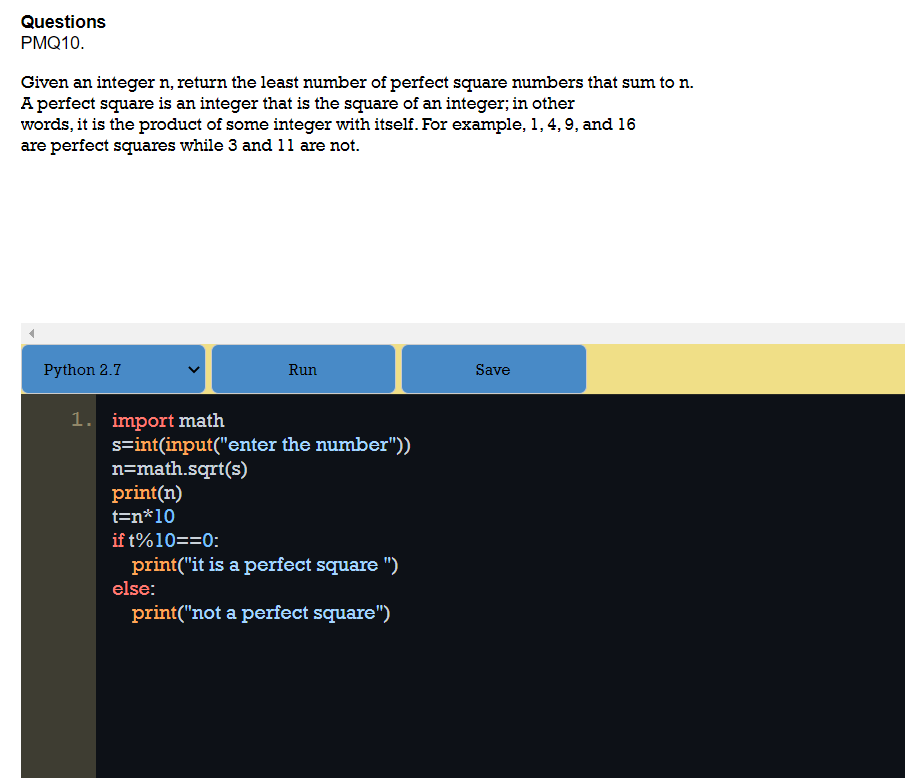 Questions
PMQ10.
Given an integer n, return the least number of perfect square numbers that sum to n.
A perfect square is an integer that is the square of an integer; in other
words, it is the product of some integer with itself. For example, 1, 4, 9, and 16
are perfect squares while 3 and 11 are not.
Python 2.7 Run Save
1. import math
s=int(input("enter the number"))
n=math.sqrt(s)
print(n)
t=n*10
if t%10==0:
    print("it is a perfect square ")
else:
    print("not a perfect square")